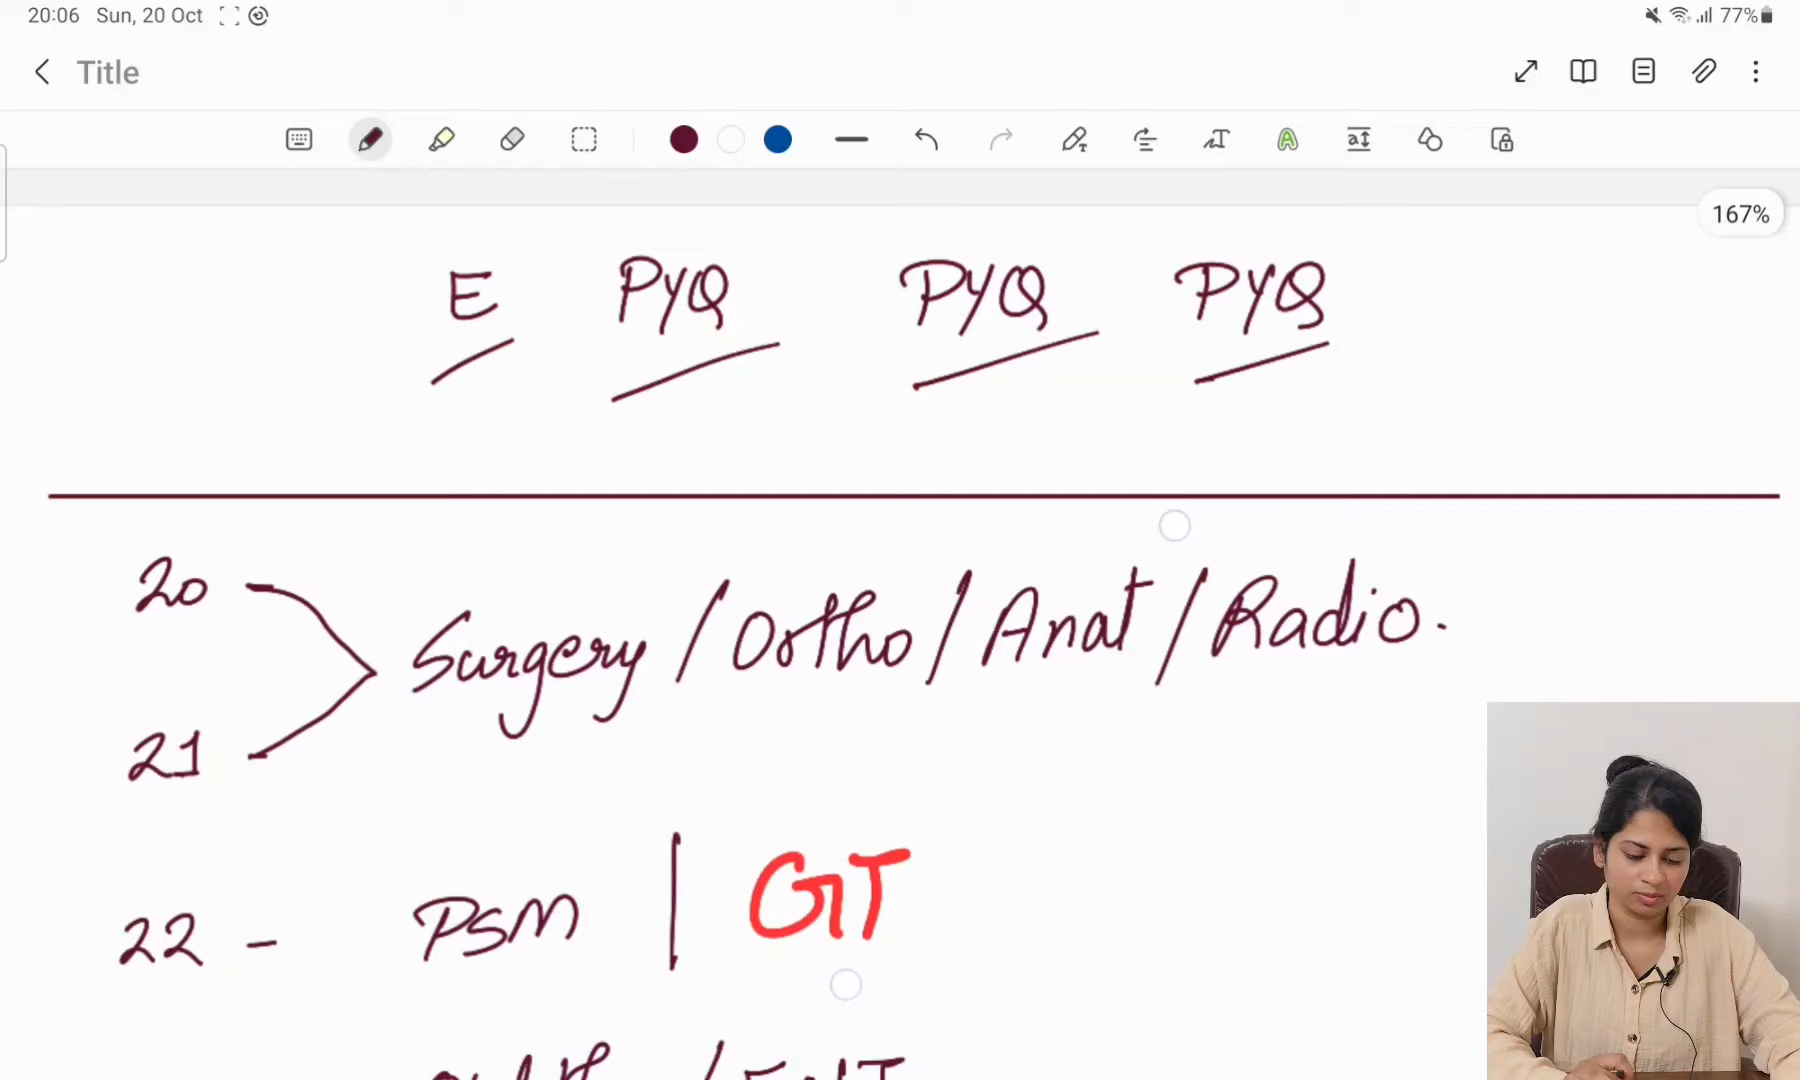 20:06 Sun, 20 Oct 77%
Title
167%
E PYQ PYQ PYQ
20
Surgery / Ortho / Anat / Radio.
21
22 - PSM | GT